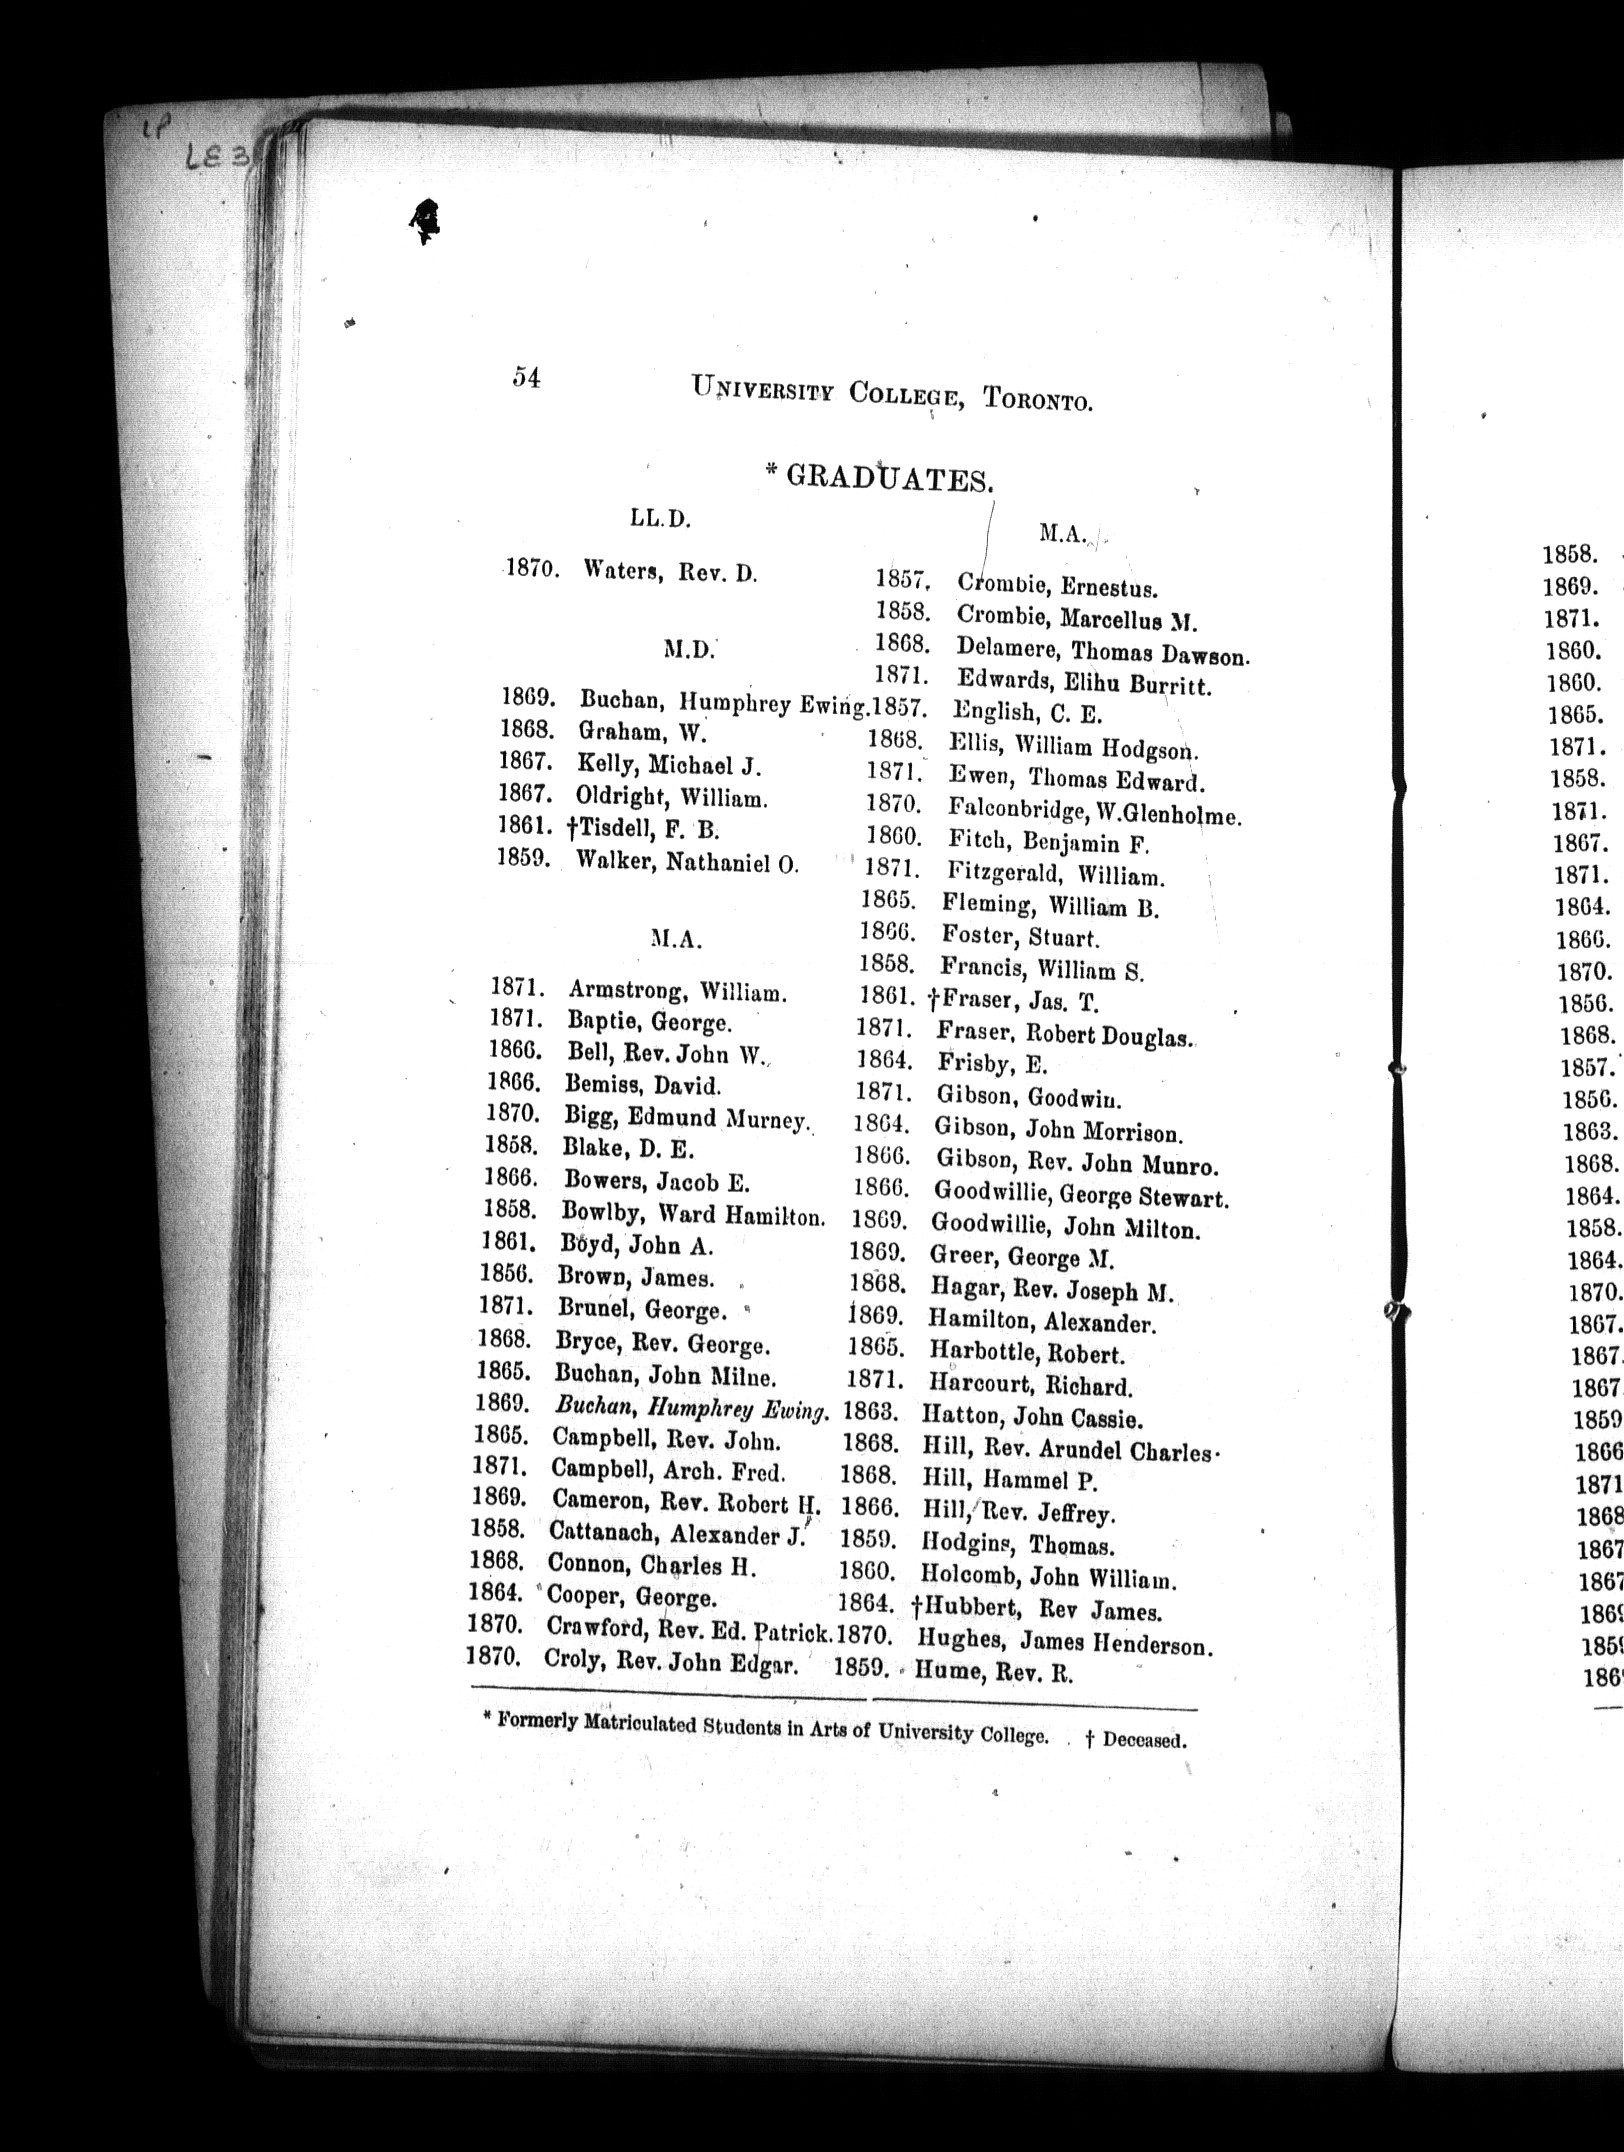 LE 3
54
UNIVERSITY COLLEGE, TORONTO.
* GRADUATES.
LL.D.
1870. Waters, Rev. D.
M.D.
1869. Buchan, Humphrey Ewing.
1868. Graham, W.
1867. Kelly, Michael J.
1867. Oldright, William.
1861. †Tisdell, F. B.
1859. Walker, Nathaniel O.
M.A.
1871. Armstrong, William.
1871. Baptie, George.
1866. Bell, Rev. John W.
1866. Bemiss, David.
1870. Bigg, Edmund Murney.
1858. Blake, D. E.
1866. Bowers, Jacob E.
1858. Bowlby, Ward Hamilton.
1861. Boyd, John A.
1856. Brown, James.
1871. Brunel, George.
1868. Bryce, Rev. George.
1865. Buchan, John Milne.
1869. Buchan, Humphrey Ewing.
1865. Campbell, Rev. John.
1871. Campbell, Arch. Fred.
1869. Cameron, Rev. Robert H.
1858. Cattanach, Alexander J.
1868. Connon, Charles H.
1864. Cooper, George.
1870. Crawford, Rev. Ed. Patrick.
1870. Croly, Rev. John Edgar.
M.A.
1857. Crombie, Ernestus.
1858. Crombie, Marcellus M.
1868. Delamere, Thomas Dawson.
1871. Edwards, Elihu Burritt.
1857. English, C. E.
1868. Ellis, William Hodgson.
1871. Ewen, Thomas Edward.
1870. Falconbridge, W.Glenholme.
1860. Fitch, Benjamin F.
1871. Fitzgerald, William.
1865. Fleming, William B.
1866. Foster, Stuart.
1858. Francis, William S.
1861. †Fraser, Jas. T.
1871. Fraser, Robert Douglas.
1864. Frisby, E.
1871. Gibson, Goodwin.
1864. Gibson, John Morrison.
1866. Gibson, Rev. John Munro.
1866. Goodwillie, George Stewart.
1869. Goodwillie, John Milton.
1869. Greer, George M.
1868. Hagar, Rev. Joseph M.
1869. Hamilton, Alexander.
1865. Harbottle, Robert.
1871. Harcourt, Richard.
1863. Hatton, John Cassie.
1868. Hill, Rev. Arundel Charles.
1868. Hill, Hammel P.
1866. Hill, Rev. Jeffrey.
1859. Hodgins, Thomas.
1860. Holcomb, John William.
1864. †Hubbert, Rev James.
1870. Hughes, James Henderson.
1859. Hume, Rev. R.
* Formerly Matriculated Students in Arts of University College. † Deceased.
1858.
1869.
1871.
1860.
1860.
1865.
1871.
1858.
1871.
1867.
1871.
1864.
1866.
1870.
1856.
1868.
1857.
1856.
1863.
1868.
1864.
1858.
1864.
1870.
1867.
1867
1867
1859
1866
1871
1868
1867
1867